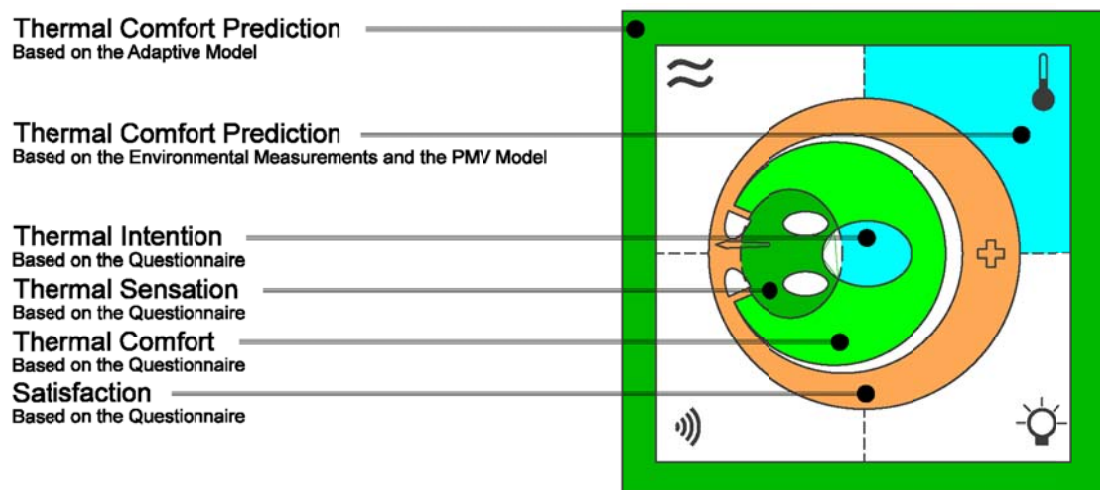 Thermal Comfort Prediction
Based on the Adaptive Model
Thermal Comfort Prediction
Based on the Environmental Measurements and the PMV Model
Thermal Intention
Based on the Questionnaire
Thermal Sensation
Based on the Questionnaire
Thermal Comfort
Based on the Questionnaire
Satisfaction
Based on the Questionnaire